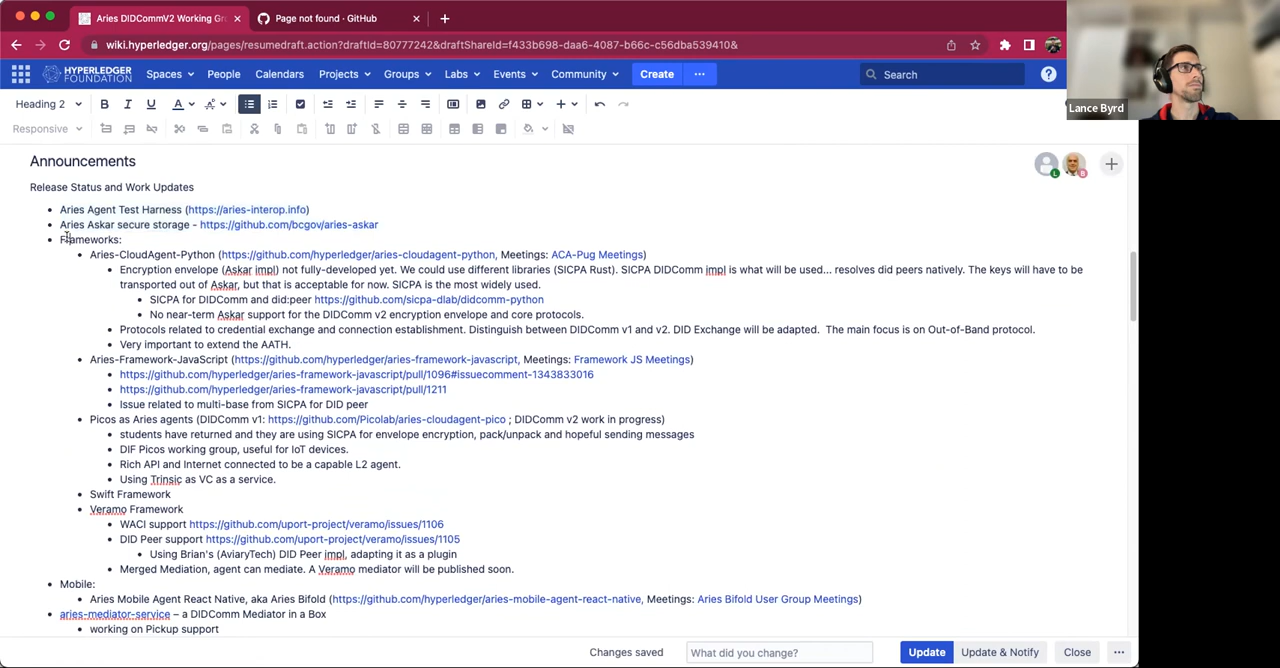 Aries DIDCommV2 Working Gr
Page not found · GitHub
wiki.hyperledger.org/pages/resumedraft.action?draftId=80777242&draftShareId=f433b698-daa6-4087-b66c-c56dba539410&
HYPERLEDGER
FOUNDATION
Spaces People Calendars Projects Groups Labs Events Community Create ··· Search
Heading 2
Responsive
Lance Byrd
Announcements
Release Status and Work Updates
• Aries Agent Test Harness (https://aries-interop.info)
• Aries Askar secure storage - https://github.com/bcgov/aries-askar
• Frameworks:
• Aries-CloudAgent-Python (https://github.com/hyperledger/aries-cloudagent-python, Meetings: ACA-Pug Meetings)
• Encryption envelope (Askar impl) not fully-developed yet. We could use different libraries (SICPA Rust). SICPA DIDComm impl is what will be used... resolves did peers natively. The keys will have to be
transported out of Askar, but that is acceptable for now. SICPA is the most widely used.
• SICPA for DIDComm and did:peer https://github.com/sicpa-dlab/didcomm-python
• No near-term Askar support for the DIDComm v2 encryption envelope and core protocols.
• Protocols related to credential exchange and connection establishment. Distinguish between DIDComm v1 and v2. DID Exchange will be adapted. The main focus is on Out-of-Band protocol.
• Very important to extend the AATH.
• Aries-Framework-JavaScript (https://github.com/hyperledger/aries-framework-javascript, Meetings: Framework JS Meetings)
• https://github.com/hyperledger/aries-framework-javascript/pull/1096#issuecomment-1343833016
• https://github.com/hyperledger/aries-framework-javascript/pull/1211
• Issue related to multi-base from SICPA for DID peer
• Picos as Aries agents (DIDComm v1: https://github.com/Picolab/aries-cloudagent-pico ; DIDComm v2 work in progress)
• students have returned and they are using SICPA for envelope encryption, pack/unpack and hopeful sending messages
• DIF Picos working group, useful for IoT devices.
• Rich API and Internet connected to be a capable L2 agent.
• Using Trinsic as VC as a service.
• Swift Framework
• Veramo Framework
• WACI support https://github.com/uport-project/veramo/issues/1106
• DID Peer support https://github.com/uport-project/veramo/issues/1105
• Using Brian's (AviaryTech) DID Peer impl, adapting it as a plugin
• Merged Mediation, agent can mediate. A Veramo mediator will be published soon.
• Mobile:
• Aries Mobile Agent React Native, aka Aries Bifold (https://github.com/hyperledger/aries-mobile-agent-react-native, Meetings: Aries Bifold User Group Meetings)
• aries-mediator-service – a DIDComm Mediator in a Box
• working on Pickup support
Changes saved What did you change? Update Update & Notify Close ···